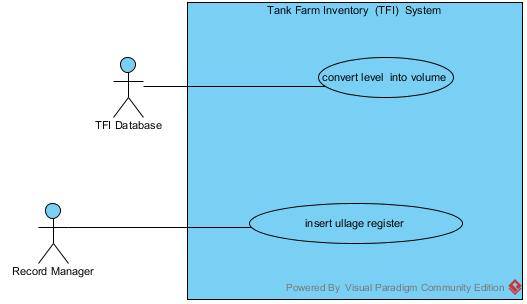 Tank Farm Inventory (TFI) System
convert level into volume
TFI Database
insert ullage register
Record Manager
Powered By Visual Paradigm Community Edition